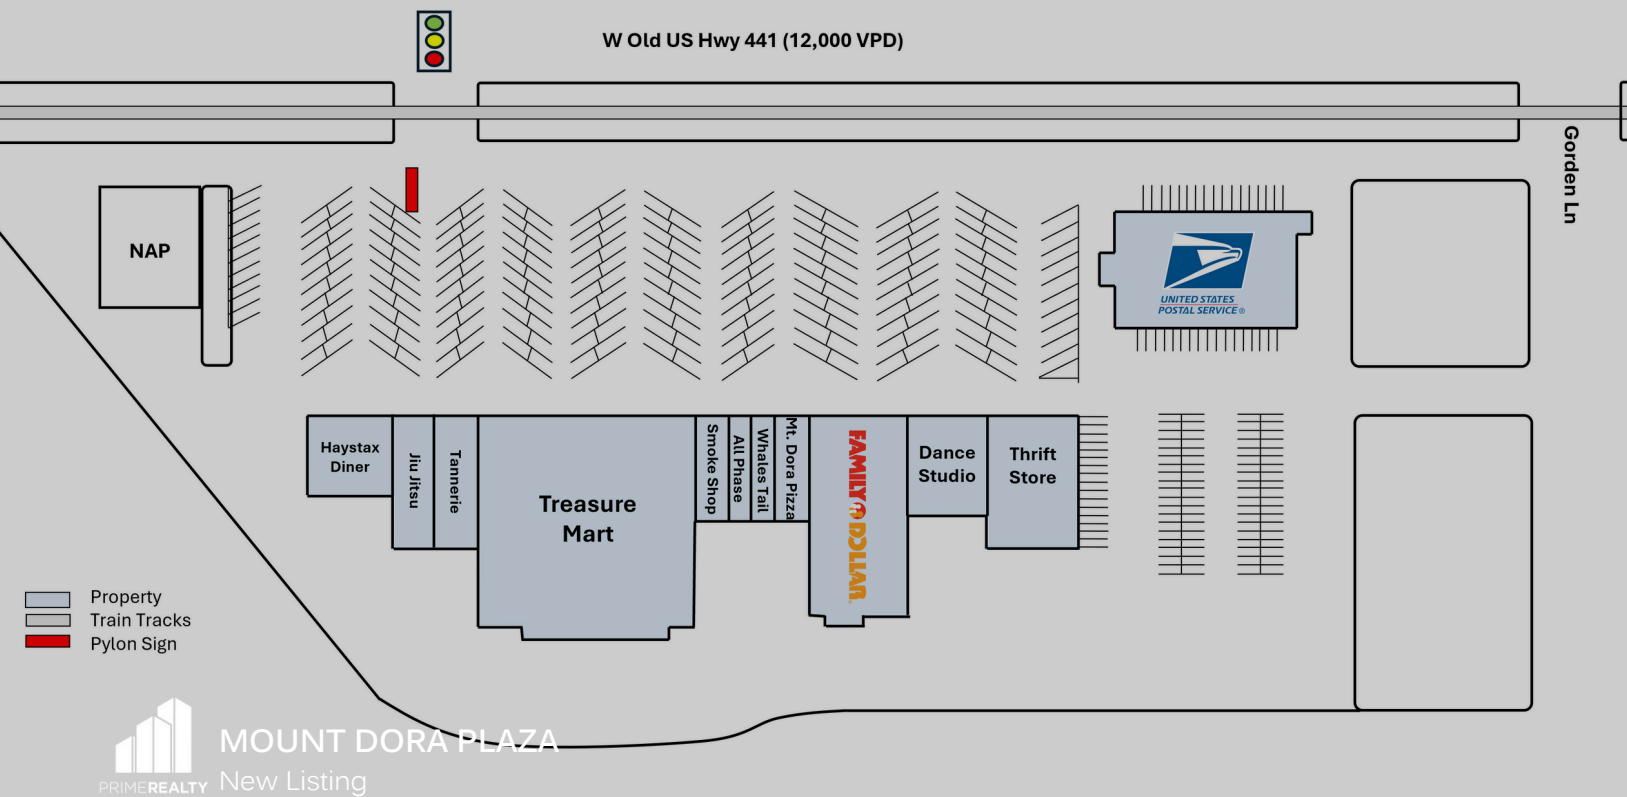 W Old US Hwy 441 (12,000 VPD)
Gorden Ln
NAP
UNITED STATES
POSTAL SERVICE ®
Haystax
Diner
Jiu Jitsu
Tannerie
Treasure
Mart
Smoke Shop
All Phase
Whales Tail
Mt. Dora Pizza
FAMILY DOLLAR
Dance
Studio
Thrift
Store
Property
Train Tracks
Pylon Sign
MOUNT DORA PLAZA
New Listing
PRIMEREALTY